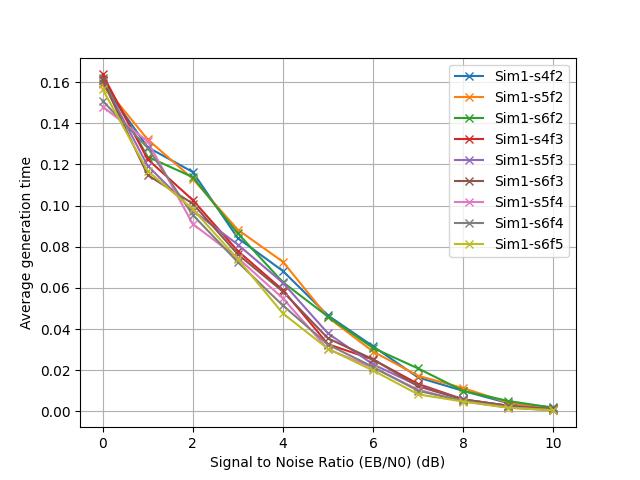 Sim1-s4f2
Sim1-s5f2
Sim1-s6f2
Sim1-s4f3
Sim1-s5f3
Sim1-s6f3
Sim1-s5f4
Sim1-s6f4
Sim1-s6f5
Average generation time
0.16
0.14
0.12
0.10
0.08
0.06
0.04
0.02
0.00
0 2 4 6 8 10
Signal to Noise Ratio (EB/N0) (dB)